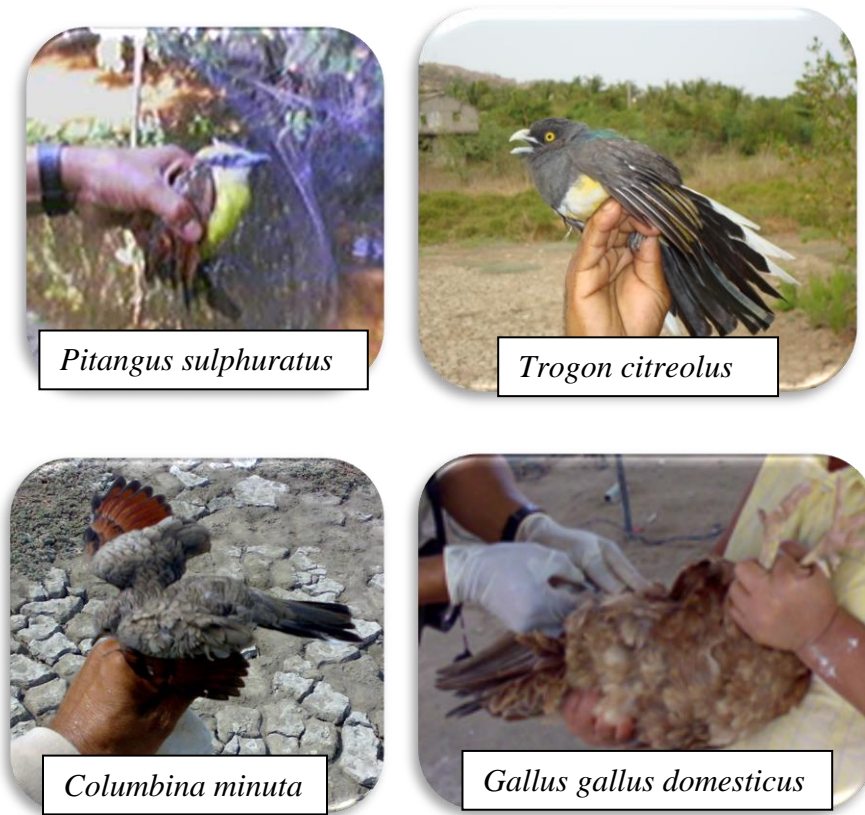 Pitangus sulphuratus
Trogon citreolus
Columbina minuta
Gallus gallus domesticus